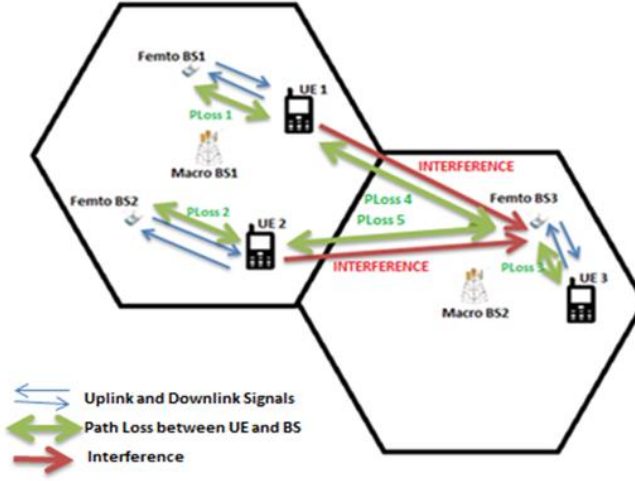 Femto BS1
UE 1
PLoss 1
Macro BS1
INTERFERENCE
Femto BS2
PLoss 2
UE 2
PLoss 4
PLoss 5
Femto BS3
INTERFERENCE
PLoss 3
UE 3
Macro BS2
Uplink and Downlink Signals
Path Loss between UE and BS
Interference